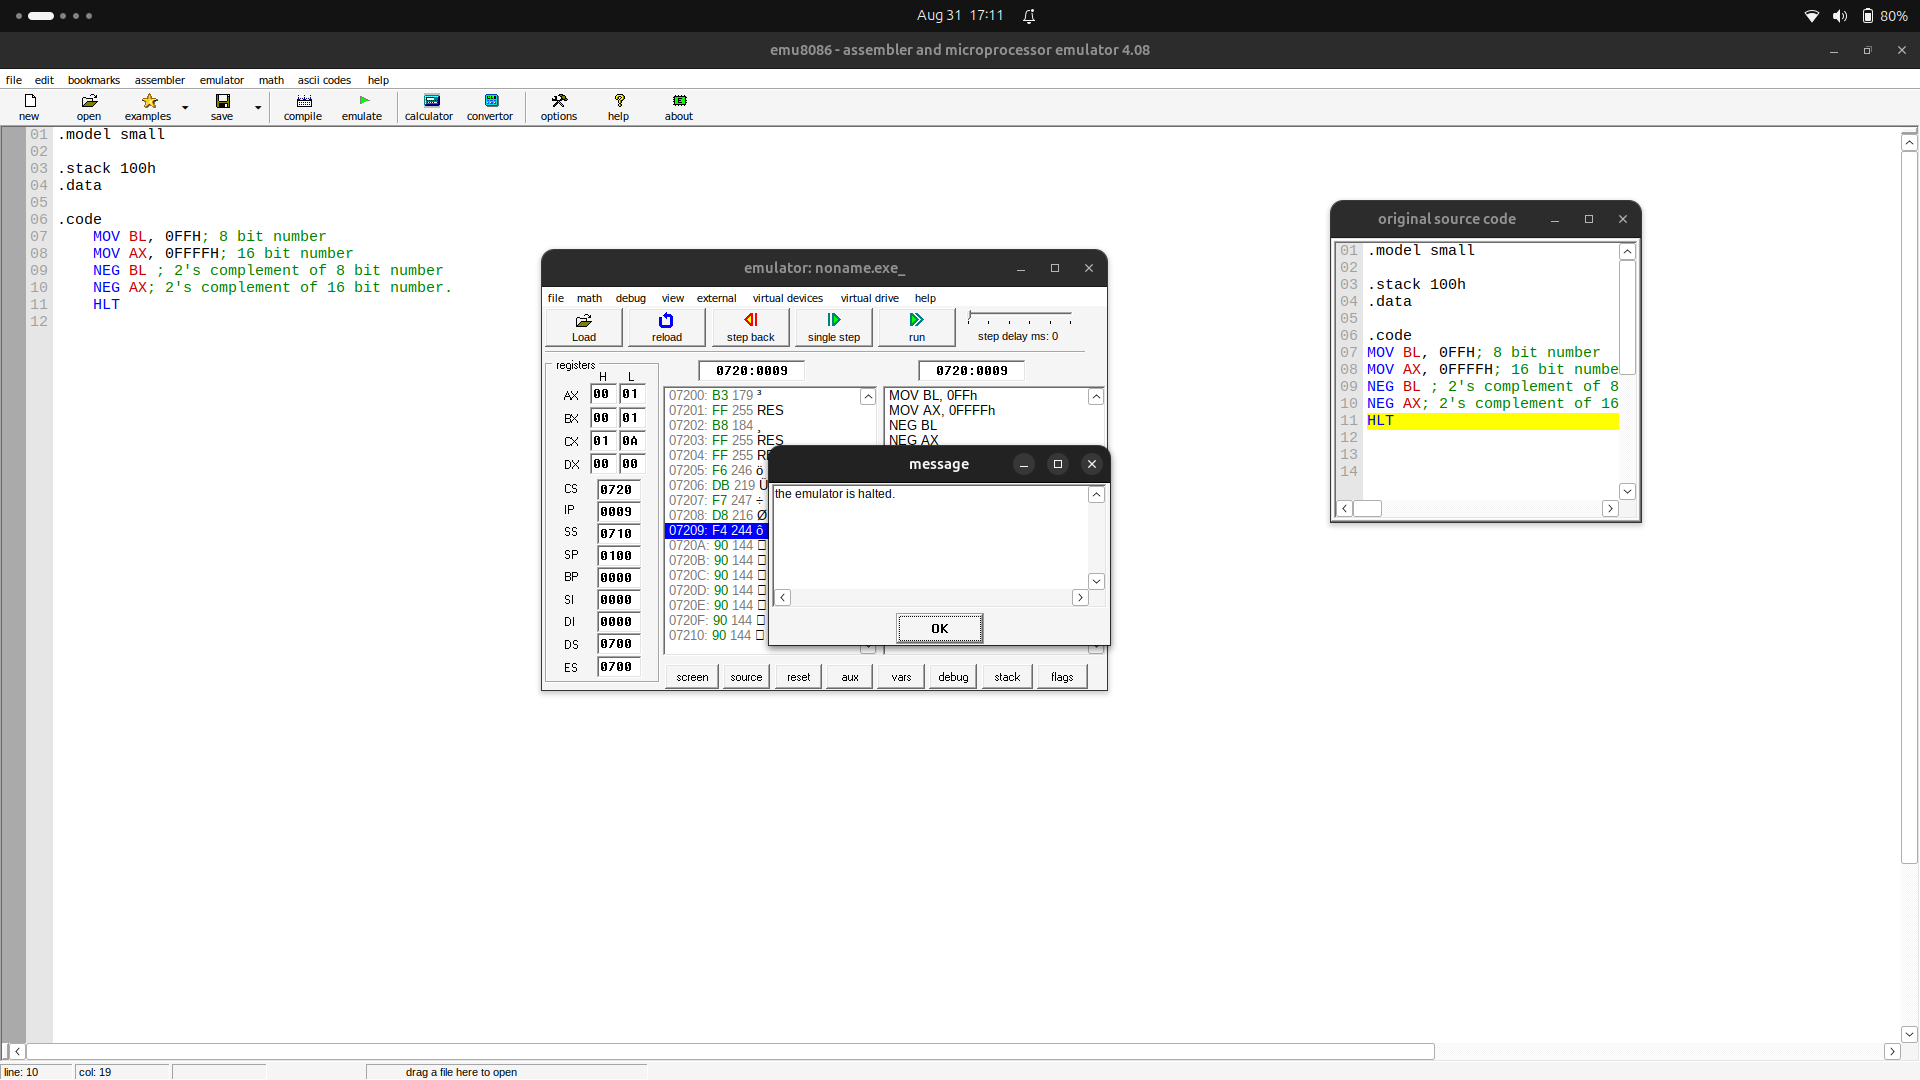 Aug 31 17:11
80%
emu8086 - assembler and microprocessor emulator 4.08
file edit bookmarks assembler emulator math ascii codes help
new open examples save compile emulate calculator convertor options help about
01 .model small
02
03 .stack 100h
04 .data
05
06 .code
07 MOV BL, 0FFH; 8 bit number
08 MOV AX, 0FFFFH; 16 bit number
09 NEG BL ; 2's complement of 8 bit number
10 NEG AX; 2's complement of 16 bit number.
11 HLT
12
emulator: noname.exe_
file math debug view external virtual devices virtual drive help
Load reload step back single step run step delay ms: 0
registers
H L
AX 00 01
BX 00 01
CX 01 0A
DX 00 00
CS 0720
IP 0009
SS 0710
SP 0100
BP 0000
SI 0000
DI 0000
DS 0700
ES 0700
0720:0009
0720:0009
07200: B3 179 ³
07201: FF 255 RES
07202: B8 184 ¸
07203: FF 255 RES
07204: FF 255
07205: F6 246 ö
07206: DB 219 Û
07207: F7 247 ÷
07208: D8 216 Ø
07209: F4 244 ô
0720A: 90 144
0720B: 90 144
0720C: 90 144
0720D: 90 144
0720E: 90 144
0720F: 90 144
07210: 90 144
MOV BL, 0FFh
MOV AX, 0FFFFh
NEG BL
NEG AX
message
the emulator is halted.
OK
screen source reset aux vars debug stack flags
original source code
01 .model small
02
03 .stack 100h
04 .data
05
06 .code
07 MOV BL, 0FFH; 8 bit number
08 MOV AX, 0FFFFH; 16 bit numbe
09 NEG BL ; 2's complement of 8
10 NEG AX; 2's complement of 16
11 HLT
12
13
14
line: 10
col: 19
drag a file here to open